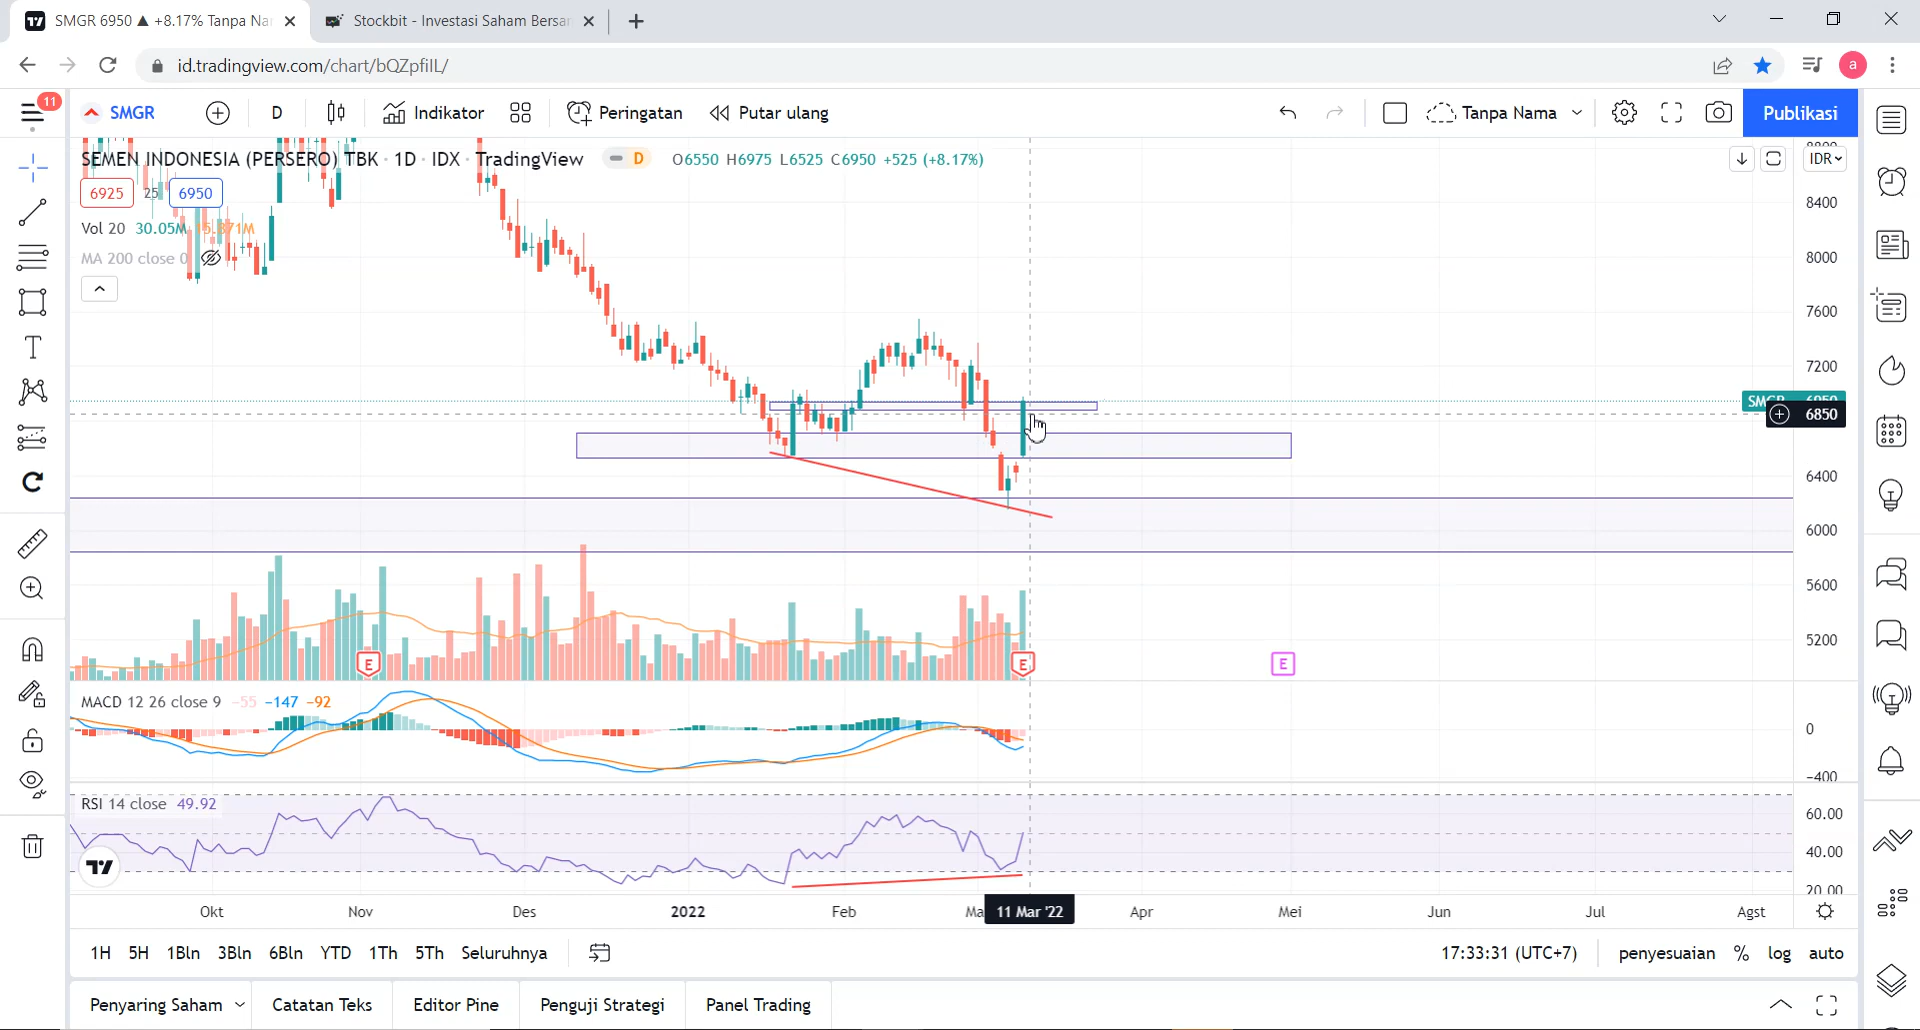 SMGR 6950 ▲ +8.17% Tanpa Na
Stockbit - Investasi Saham Bersa
id.tradingview.com/chart/bQZpfiIL/
a
11
SMGR
D
Indikator
Peringatan
Putar ulang
Tanpa Nama
Publikasi
SEMEN INDONESIA (PERSERO) TBK · 1D · IDX · TradingView
D
O6550 H6975 L6525 C6950 +525 (+8.17%)
IDR
6925
25
6950
Vol 20 30.05M
MA 200 close 0
8400
8000
7600
7200
6850
6400
6000
5600
5200
E
E
E
MACD 12 26 close 9 −55 −147 −92
0
−400
RSI 14 close 49.92
60.00
40.00
20.00
Okt
Nov
Des
2022
Feb
Ma
11 Mar '22
Apr
Mei
Jun
Jul
Agst
1H 5H 1Bln 3Bln 6Bln YTD 1Th 5Th Seluruhnya
17:33:31 (UTC+7)
penyesuaian % log auto
Penyaring Saham
Catatan Teks
Editor Pine
Penguji Strategi
Panel Trading